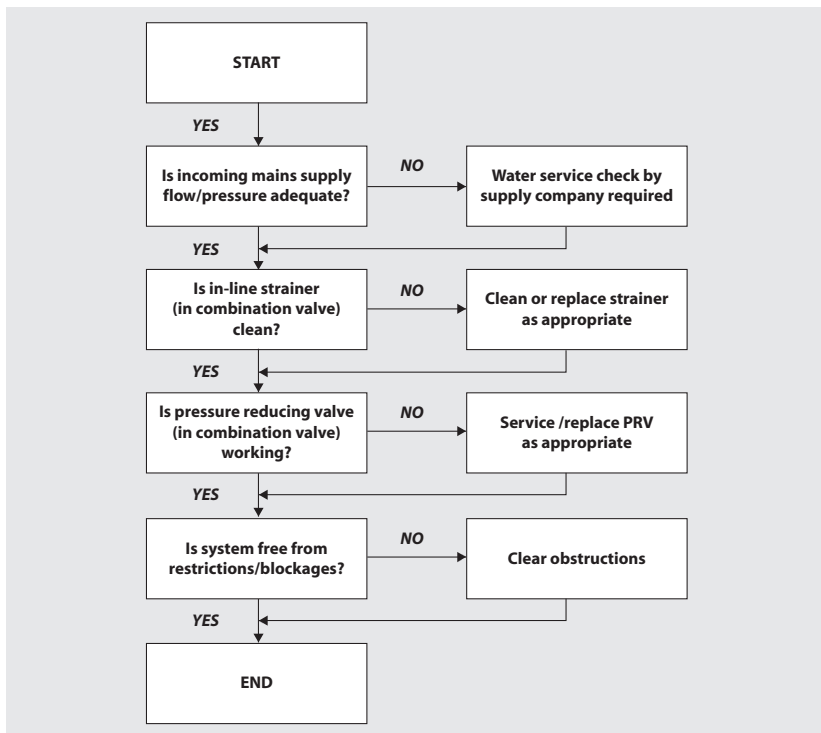 START
YES
Is incoming mains supply
flow/pressure adequate?
NO
Water service check by
supply company required
YES
Is in-line strainer
(in combination valve)
clean?
NO
Clean or replace strainer
as appropriate
YES
Is pressure reducing valve
(in combination valve)
working?
NO
Service /replace PRV
as appropriate
YES
Is system free from
restrictions/blockages?
NO
Clear obstructions
YES
END